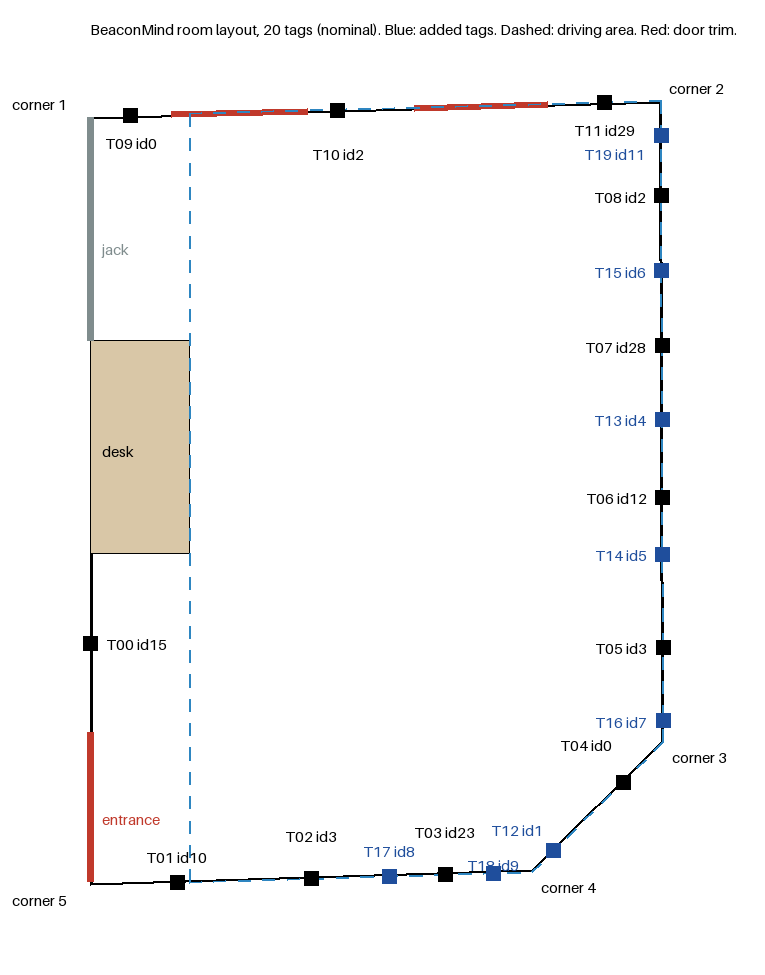 BeaconMind room layout, 20 tags (nominal). Blue: added tags. Dashed: driving area. Red: door trim.
corner 2
corner 1
T11 id29
T09 id0
T10 id2
T19 id11
T08 id2
jack
T15 id6
T07 id28
T13 id4
desk
T06 id12
T14 id5
T00 id15
T05 id3
T16 id7
T04 id0
corner 3
entrance
T12 id1
T03 id23
T02 id3
T17 id8
T01 id10
T18 id9
corner 4
corner 5